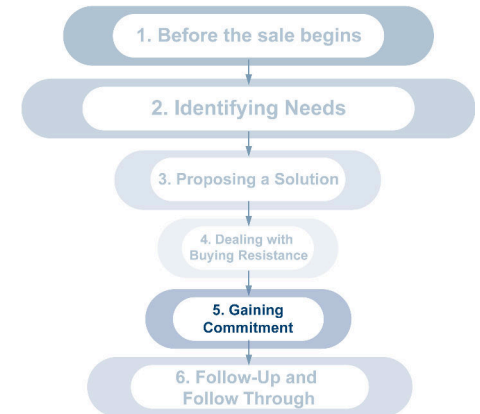 1. Before the sale begins
2. Identifying Needs
3. Proposing a Solution
4. Dealing with
Buying Resistance
5. Gaining
Commitment
6. Follow-Up and
Follow Through